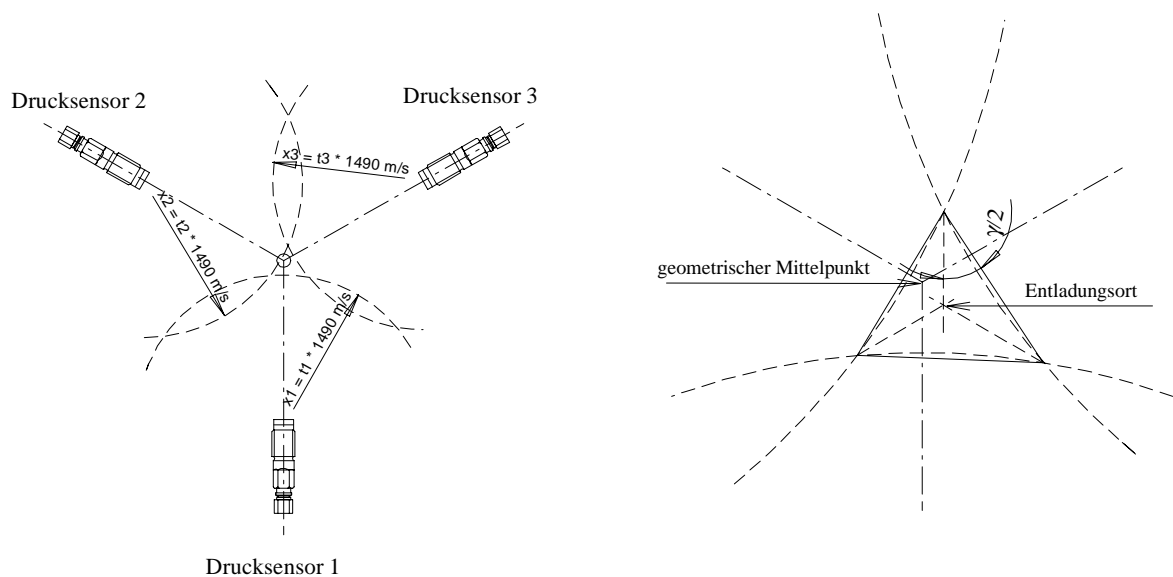 Drucksensor 2
Drucksensor 3
x3 = t3 * 1490 m/s
x2 = t2 * 1490 m/s
x1 = t1 * 1490 m/s
Drucksensor 1
γ/2
geometrischer Mittelpunkt
Entladungsort